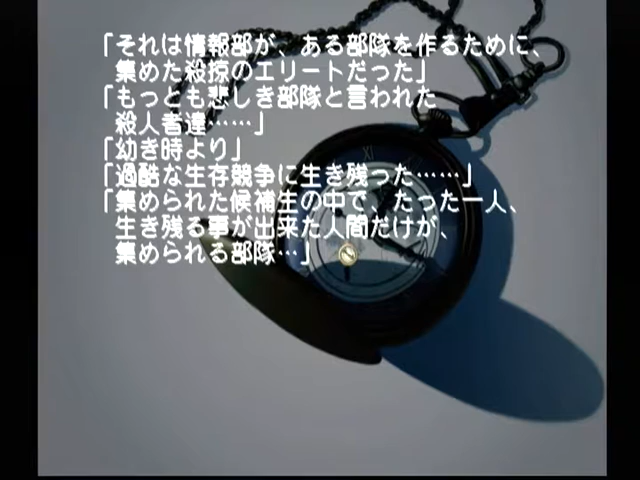 「それは情報部が、ある部隊を作るために、
集めた殺掠のエリートだった」
「もっとも悲しき部隊と言われた
殺人者達……」
「幼き時より」
「過酷な生存競争に生き残った……」
「集められた候補生の中で、たった一人、
生き残る事が出来た人間だけが、
集められる部隊…」